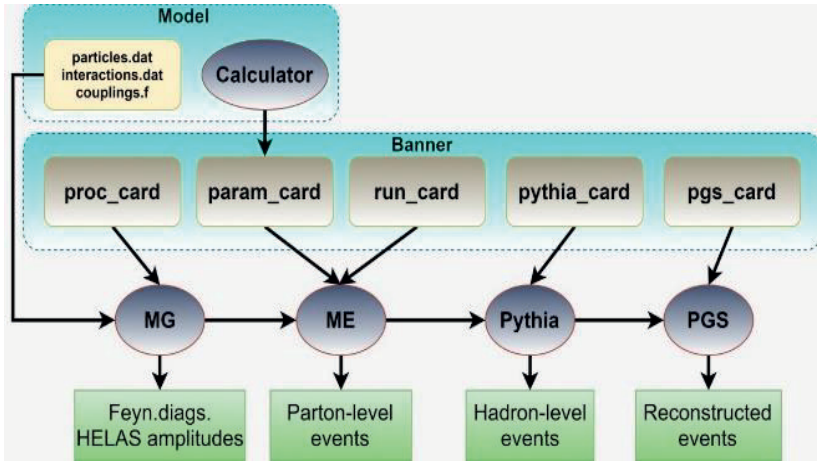 Model
particles.dat
interactions.dat
couplings.f
Calculator
Banner
proc_card
param_card
run_card
pythia_card
pgs_card
MG
ME
Pythia
PGS
Feyn.diags.
HELAS amplitudes
Parton-level
events
Hadron-level
events
Reconstructed
events